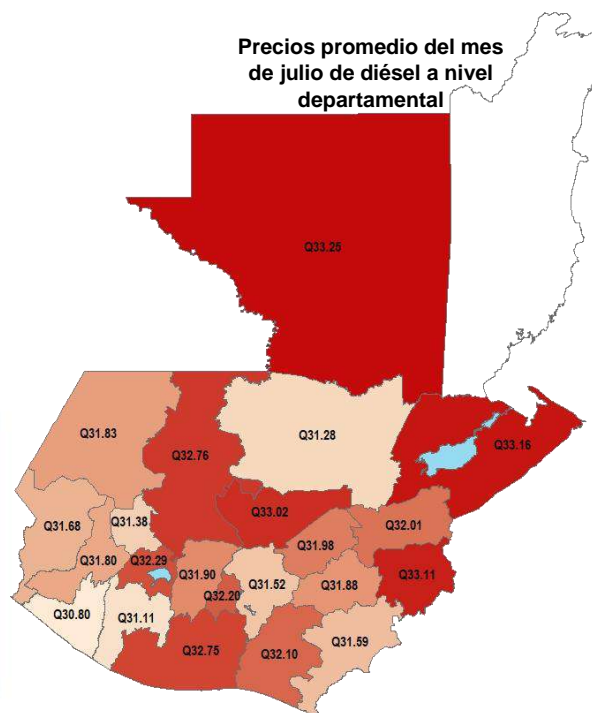 Precios promedio del mes
de julio de diésel a nivel
departamental
Q33.25
Q31.83
Q32.76
Q31.28
Q33.16
Q33.02
Q31.68
Q31.38
Q32.01
Q31.98
Q31.80
Q32.29
Q31.90
Q33.11
Q31.52
Q31.88
Q32.20
Q30.80
Q31.11
Q31.59
Q32.75
Q32.10